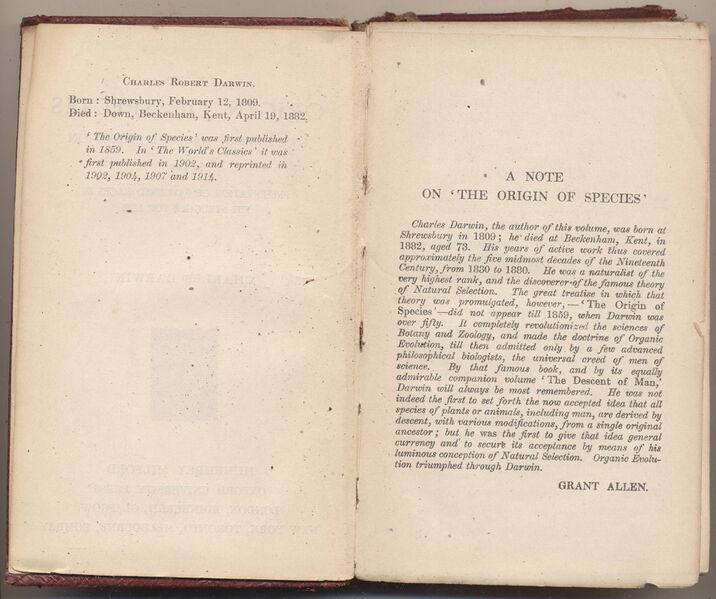 CHARLES ROBERT DARWIN.
Born : Shrewsbury, February 12, 1809.
Died : Down, Beckenham, Kent, April 19, 1882.
‘ The Origin of Species ’ was first published
in 1859. In ‘ The World's Classics ’ it was
first published in 1902, and reprinted in
1902, 1904, 1907 and 1914.
A NOTE
ON ‘THE ORIGIN OF SPECIES’
Charles Darwin, the author of this volume, was born at
Shrewsbury in 1809 ; he died at Beckenham, Kent, in
1882, aged 73. His years of active work thus covered
approximately the five midmost decades of the Nineteenth
Century, from 1830 to 1880. He was a naturalist of the
very highest rank, and the discoverer of the famous theory
of Natural Selection. The great treatise in which that
theory was promulgated, however,—‘The Origin of
Species’—did not appear till 1859, when Darwin was
over fifty. It completely revolutionized the sciences of
Botany and Zoology, and made the doctrine of Organic
Evolution, till then admitted only by a few advanced
philosophical biologists, the universal creed of men of
science. By that famous book, and by its equally
admirable companion volume ‘The Descent of Man,’
Darwin will always be most remembered. He was not
indeed the first to set forth the now accepted idea that all
species of plants or animals, including man, are derived by
descent, with various modifications, from a single original
ancestor ; but he was the first to give that idea general
currency and to secure its acceptance by means of his
luminous conception of Natural Selection. Organic Evolu-
tion triumphed through Darwin.
GRANT ALLEN.
HUMPHREY MILFORD
OXFORD UNIVERSITY PRESS
LONDON, EDINBURGH, GLASGOW
NEW YORK, TORONTO, MELBOURNE, BOMBAY